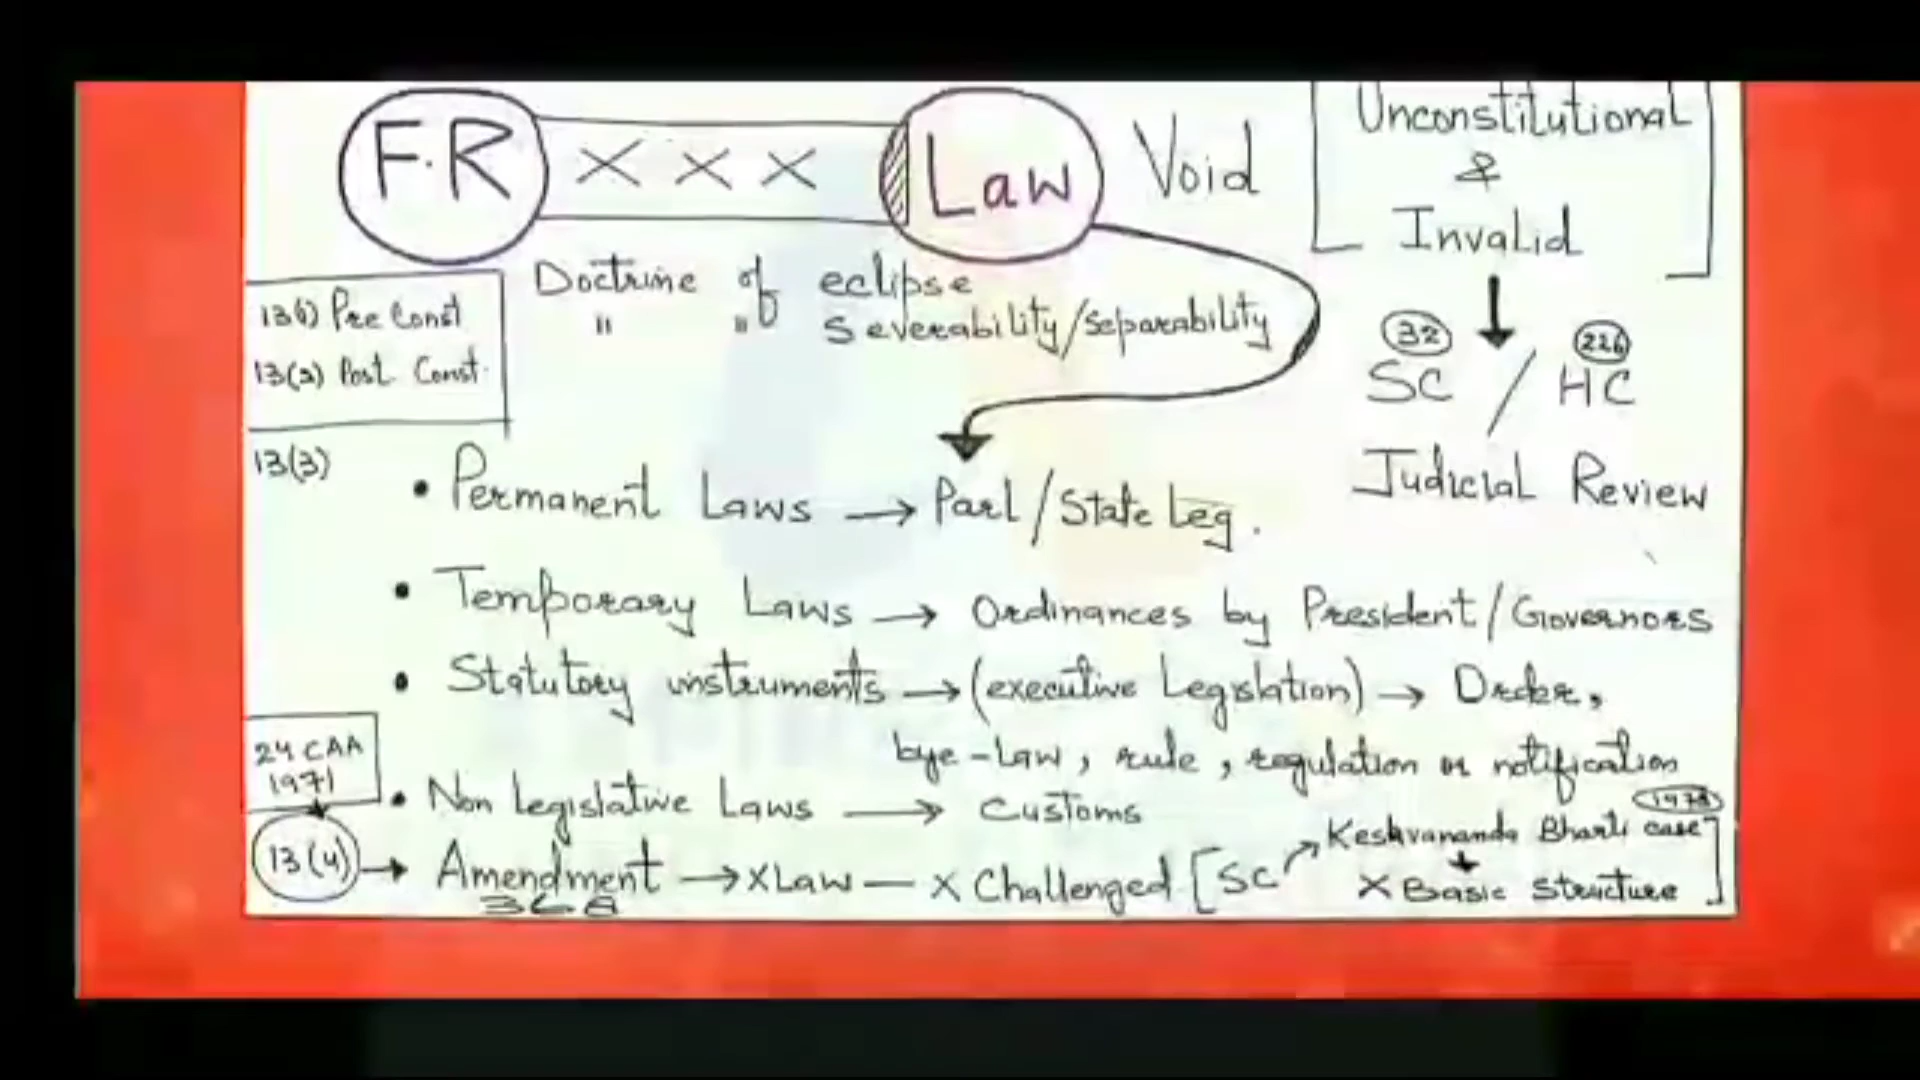 F.R X X X Law Void
Unconstitutional
&
Invalid
Doctrine of eclipse
" " Severability/Separability
13(1) Pre Const
13(2) Post Const.
32 226
SC / HC
Judicial Review
13(3)
• Permanent Laws → Parl/State Leg.
• Temporary Laws → Ordinances by President/Governors
• Statutory instruments → (executive Legislation) → Order,
bye-law, rule, regulation or notification
24 CAA
1971
• Non Legislative Laws → Customs
13(4) → Amendment → X Law — X Challenged [SC
368
Keshvananda Bharti case
X Basic Structure]